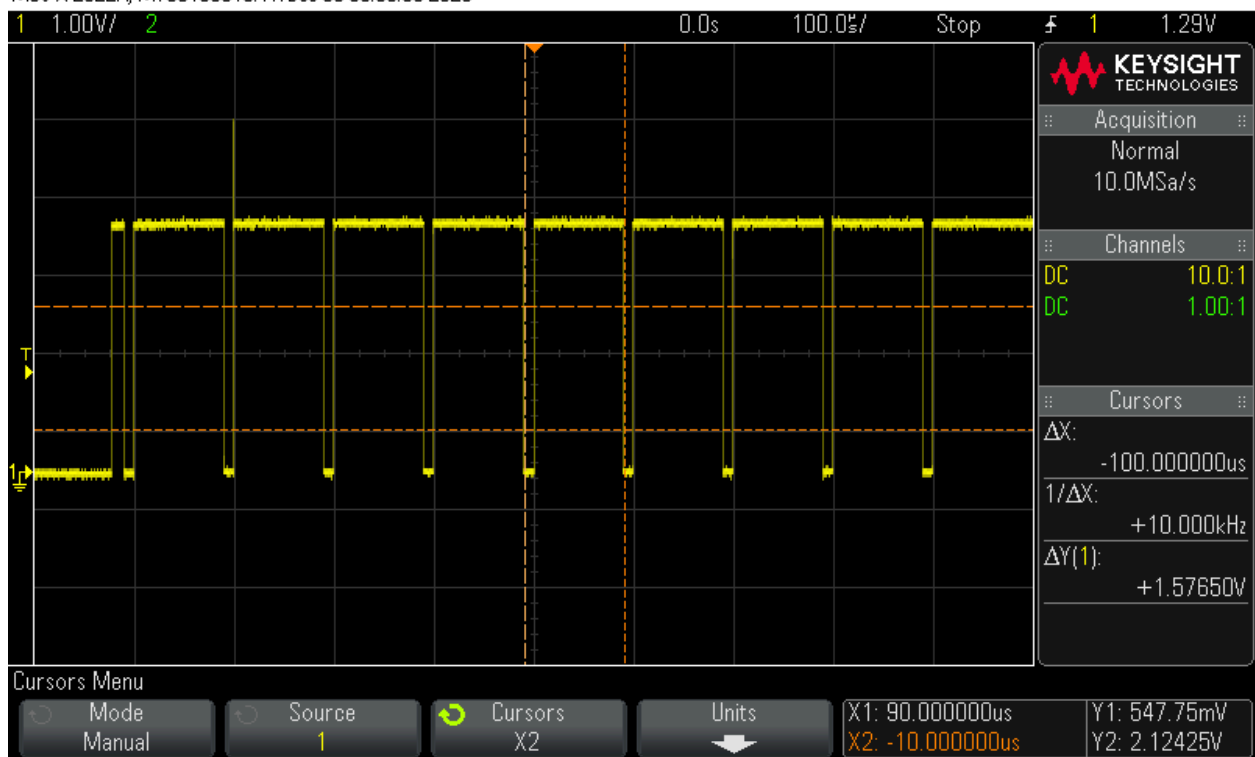 1 1.00V/ 2 0.0s 100.0㎲/ Stop 1 1.29V
KEYSIGHT
TECHNOLOGIES
Acquisition
Normal
10.0MSa/s
Channels
DC 10.0:1
DC 1.00:1
T
1
Cursors
ΔX:
-100.000000us
1/ΔX:
+10.000kHz
ΔY(1):
+1.57650V
Cursors Menu
Mode
Manual
Source
1
Cursors
X2
Units
X1: 90.000000us
X2: -10.000000us
Y1: 547.75mV
Y2: 2.12425V